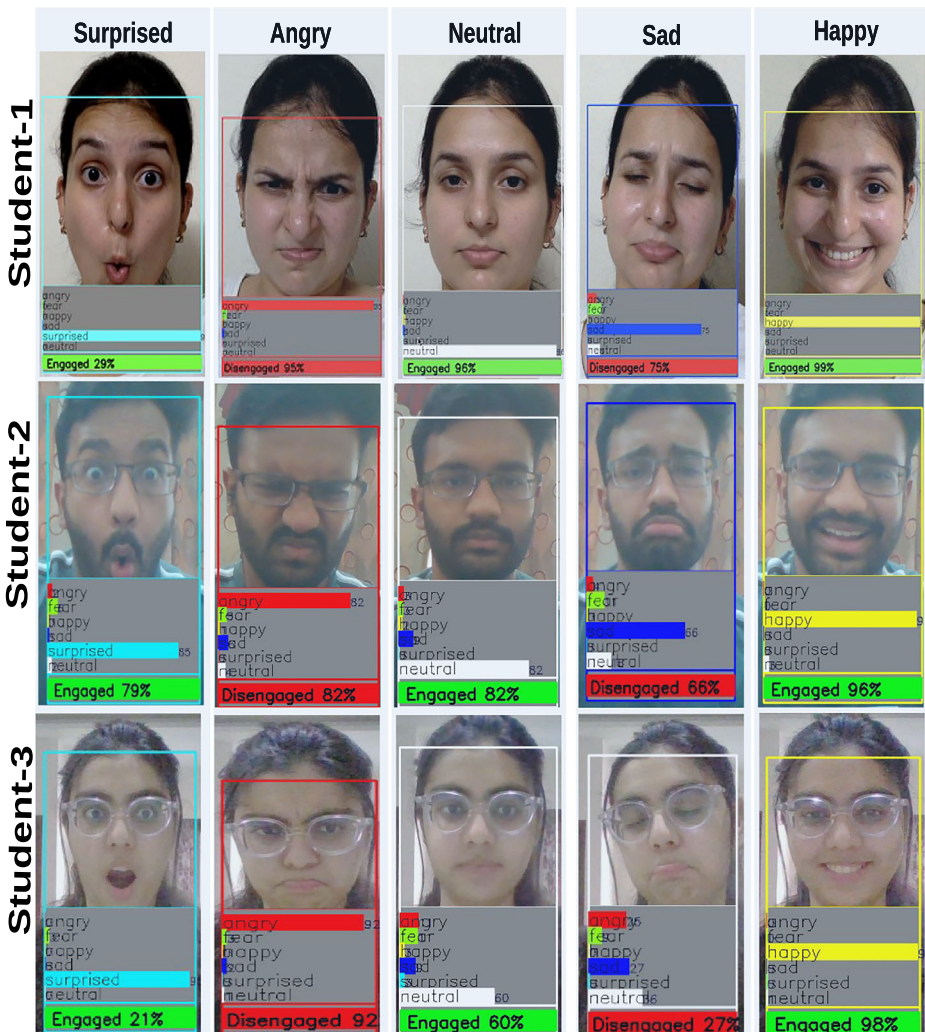 Surprised Angry Neutral Sad Happy
Student-1
angry angry angry angry angry
fear fear fear fear fear
happy happy happy happy happy
sad sad sad sad 75 sad
surprised surprised surprised surprised surprised
neutral neutral neutral neutral neutral
Engaged 29% Disengaged 95% Engaged 96% Disengaged 75% Engaged 99%
Student-2
angry angry 82 angry angry angry
fear fear fear fear fear
happy happy happy happy happy
sad sad sad sad 66 sad
surprised 85 surprised surprised surprised surprised
neutral neutral neutral 82 neutral neutral
Engaged 79% Disengaged 82% Engaged 82% Disengaged 66% Engaged 96%
Student-3
angry angry 92 angry angry angry
fear fear fear fear fear
happy happy happy happy happy
sad sad sad sad 27 sad
surprised surprised surprised surprised surprised
neutral neutral neutral 60 neutral neutral
Engaged 21% Disengaged 92 Engaged 60% Disengaged 27% Engaged 98%